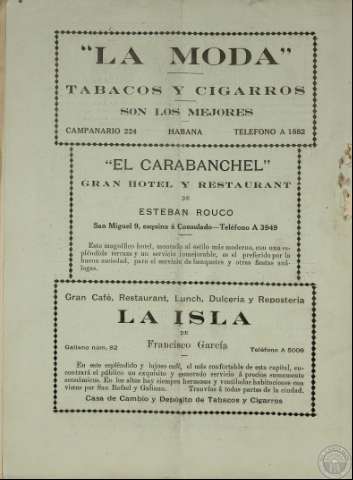 "LA MODA"
TABACOS Y CIGARROS
SON LOS MEJORES
CAMPANARIO 224 HABANA TELEFONO A 1882
"EL CARABANCHEL"
GRAN HOTEL Y RESTAURANT
DE
ESTEBAN ROUCO
San Miguel 9, esquina á Consulado—Teléfono A 3949
Este magnífico hotel, montado al estilo más moderno, con una es-
pléndida terraza y un servicio inmejorable, es el preferido por la
buena sociedad, para el servicio de banquetes y otras fiestas aná-
logas.
Gran Café, Restaurant, Lunch, Dulcería y Repostería
LA ISLA
DE
Francisco García
Galiano núm. 82 Teléfono A 5006
En este espléndido y lujoso café, el más confortable de esta capital, en-
contrará el público un exquisito y esmerado servicio á precios sumamente
económicos. En los altos hay siempre hermosas y ventiladas habitaciones con
vistas por San Rafael y Galiano. Tranvías á todas partes de la ciudad.
Casa de Cambio y Depósito de Tabacos y Cigarros